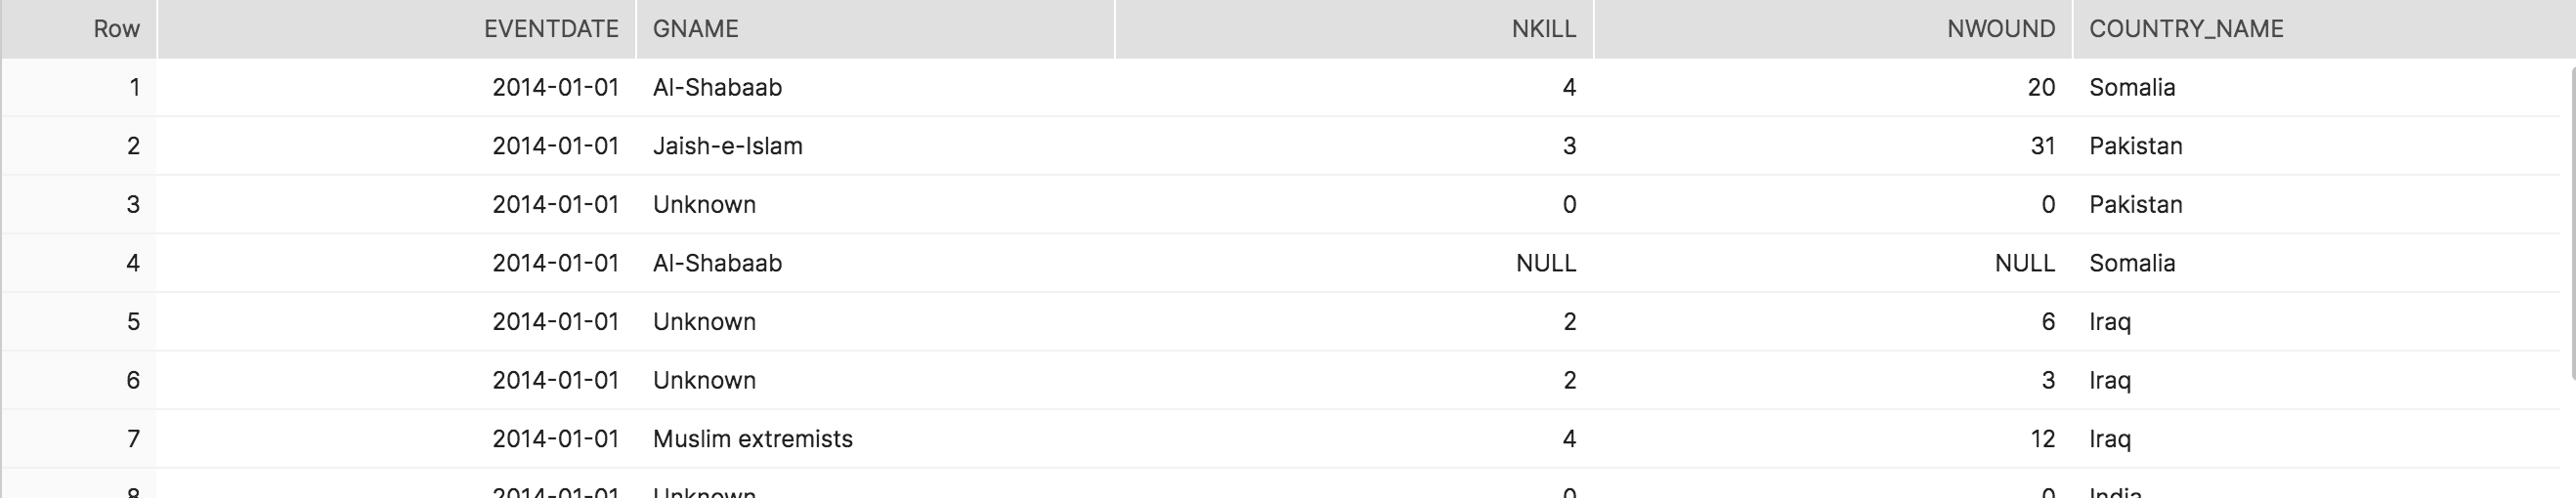 Row EVENTDATE GNAME NKILL NWOUND COUNTRY_NAME
1 2014-01-01 Al-Shabaab 4 20 Somalia
2 2014-01-01 Jaish-e-Islam 3 31 Pakistan
3 2014-01-01 Unknown 0 0 Pakistan
4 2014-01-01 Al-Shabaab NULL NULL Somalia
5 2014-01-01 Unknown 2 6 Iraq
6 2014-01-01 Unknown 2 3 Iraq
7 2014-01-01 Muslim extremists 4 12 Iraq
8 2014-01-01 Unknown 0 0 India